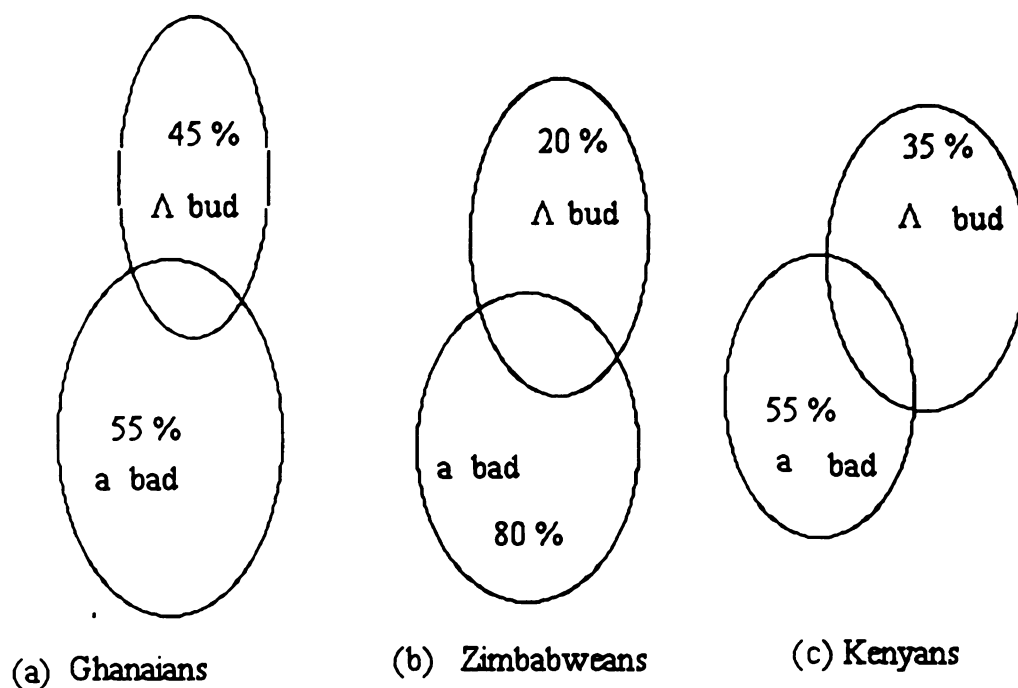 45 %
Λ bud
55 %
a bad
(a) Ghanaians
20 %
Λ bud
a bad
80 %
(b) Zimbabweans
35 %
Λ bud
55 %
a bad
(c) Kenyans